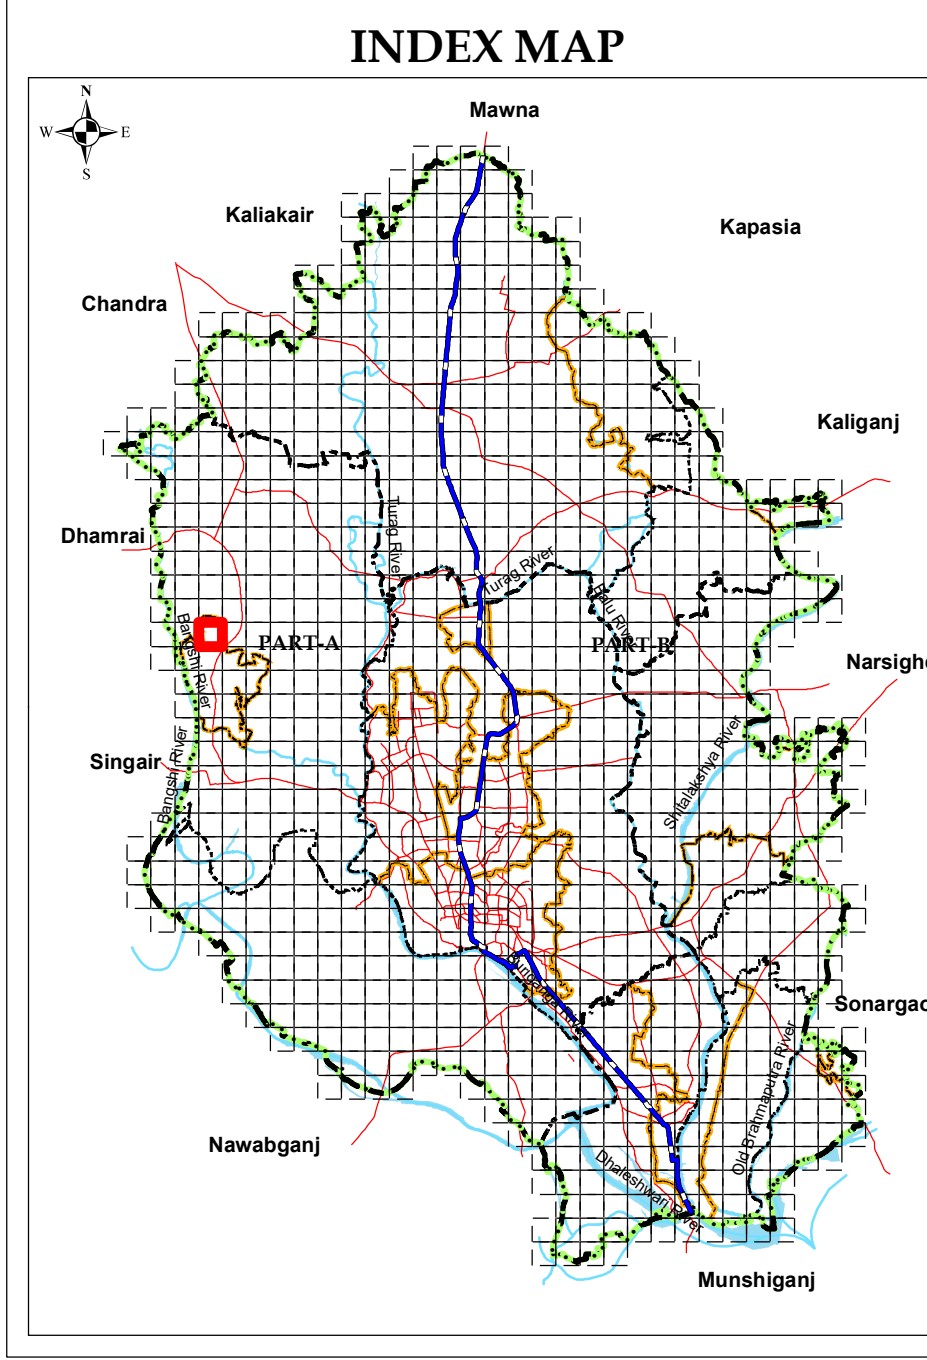 INDEX MAP
N
W E
S
Mawna
Kaliakair
Kapasia
Chandra
Kaliganj
Turag River
Dhamrai
Turag River
Balu River
Bangshi River
PART-A
PART-B
Narsingh
Shitalakshya River
Singair
Bangshi River
Buriganga River
Sonargao
Old Brahmaputra River
Nawabganj
Dhaleshwari River
Munshiganj